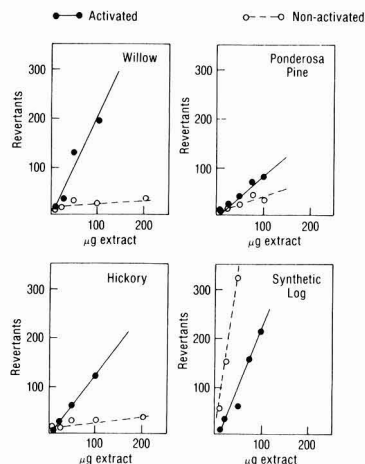 Activated
Non-activated
Willow
Revertants
300
200
100
100
200
μg extract
Ponderosa
Pine
Revertants
300
200
100
100
200
μg extract
Hickory
Revertants
300
200
100
100
200
μg extract
Synthetic
Log
Revertants
300
200
100
100
200
μg extract